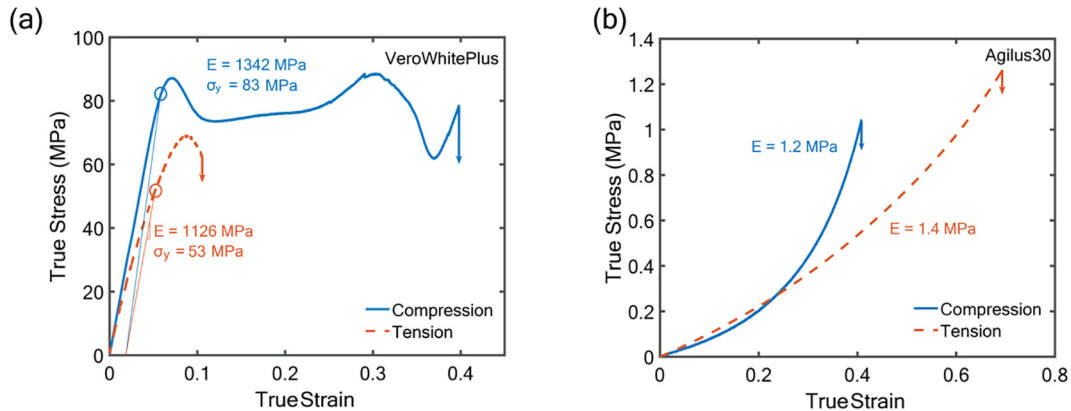 (a)
100
80
60
40
20
0
True Stress (MPa)
VeroWhitePlus
E = 1342 MPa
σy = 83 MPa
E = 1126 MPa
σy = 53 MPa
Compression
Tension
0 0.1 0.2 0.3 0.4
True Strain
(b)
1.4
1.2
1
0.8
0.6
0.4
0.2
0
True Stress (MPa)
Agilus30
E = 1.2 MPa
E = 1.4 MPa
Compression
Tension
0 0.2 0.4 0.6 0.8
True Strain